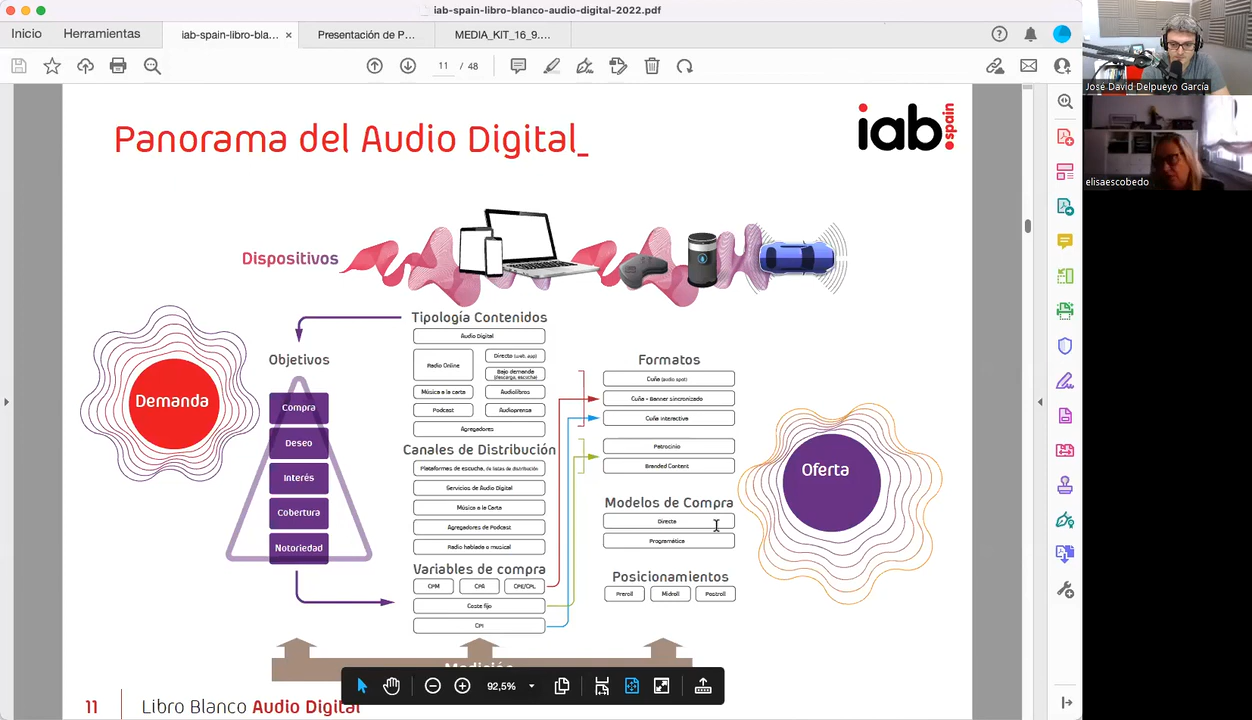 iab-spain-libro-blanco-audio-digital-2022.pdf
Inicio
Herramientas
iab-spain-libro-bla... ×
Presentación de P...
MEDIA_KIT_16_9....
11 / 48
José David Delpueyo García
elisaescobedo
Panorama del Audio Digital_
iab.spain
Dispositivos
Demanda
Objetivos
Compra
Deseo
Interés
Cobertura
Notoriedad
Tipología Contenidos
Audio Digital
Radio Online
Directo (web, app)
Bajo demanda
(descarga, escucha)
Música a la carta
Audiolibros
Podcast
Audioprensa
Agregadores
Canales de Distribución
Plataformas de escucha, de listas de distribución
Servicios de Audio Digital
Música a la Carta
Agregadores de Podcast
Radio hablada o musical
Variables de compra
CPM
CPA
CPE/CPL
Coste fijo
CPI
Formatos
Cuña (audio spot)
Cuña + Banner sincronizado
Cuña Interactiva
Patrocinio
Branded Content
Modelos de Compra
Directa
Programática
Posicionamientos
Preroll
Midroll
Postroll
Oferta
Medición
92,5%
11
Libro Blanco Audio Digital